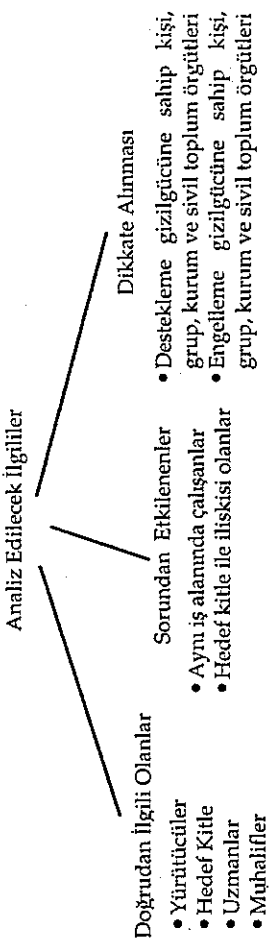 Analiz Edilecek İlgililer
Doğrudan İlgili Olanlar
• Yürütücüler
• Hedef Kitle
• Uzmanlar
• Muhalifler
Sorundan Etkilenenler
• Aynı iş alanında çalışanlar
• Hedef kitle ile iliskisi olanlar
Dikkate Alınması
• Destekleme gizilgücüne sahip kişi,
grup, kurum ve sivil toplum örgütleri
• Engelleme gizilgücüne sahip kişi,
grup, kurum ve sivil toplum örgütleri